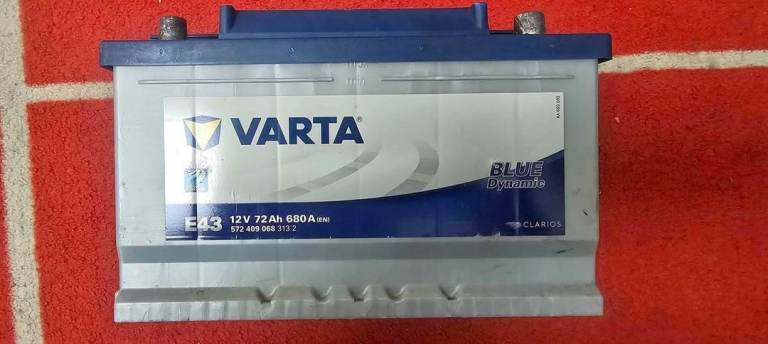 VARTA
BLUE
Dynamic
E43 12V 72Ah 680A (EN)
572 409 068 313 2
CLARIOS